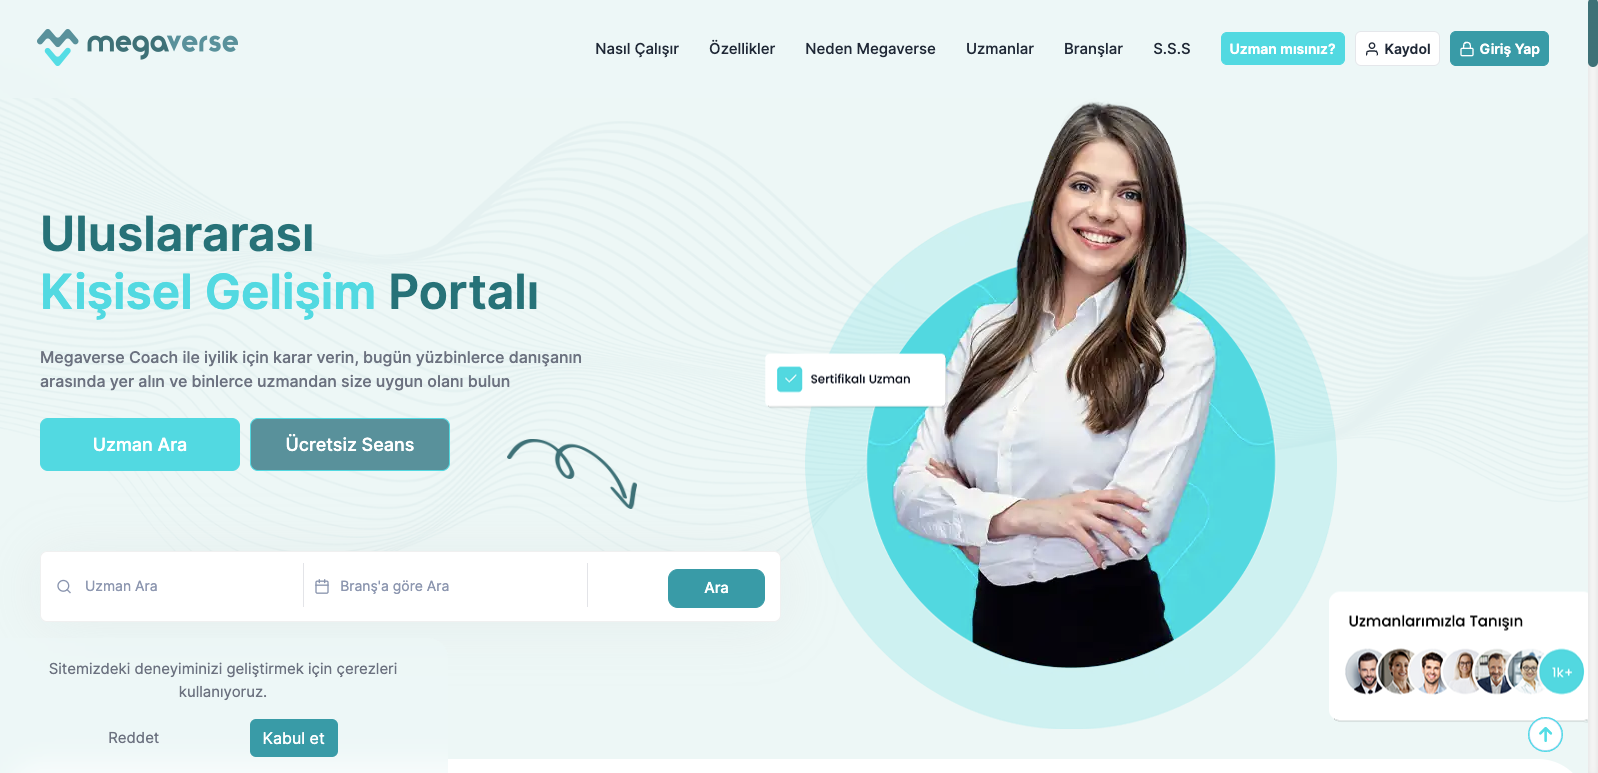 megaverse
Nasıl Çalışır
Özellikler
Neden Megaverse
Uzmanlar
Branşlar
S.S.S
Uzman mısınız?
Kaydol
Giriş Yap
Uluslararası
Kişisel Gelişim Portalı
Megaverse Coach ile iyilik için karar verin, bugün yüzbinlerce danışanın
arasında yer alın ve binlerce uzmandan size uygun olanı bulun
Uzman Ara
Ücretsiz Seans
Sertifikalı Uzman
Uzman Ara
Branş'a göre Ara
Ara
Uzmanlarımızla Tanışın
1k+
Sitemizdeki deneyiminizi geliştirmek için çerezleri
kullanıyoruz.
Reddet
Kabul et